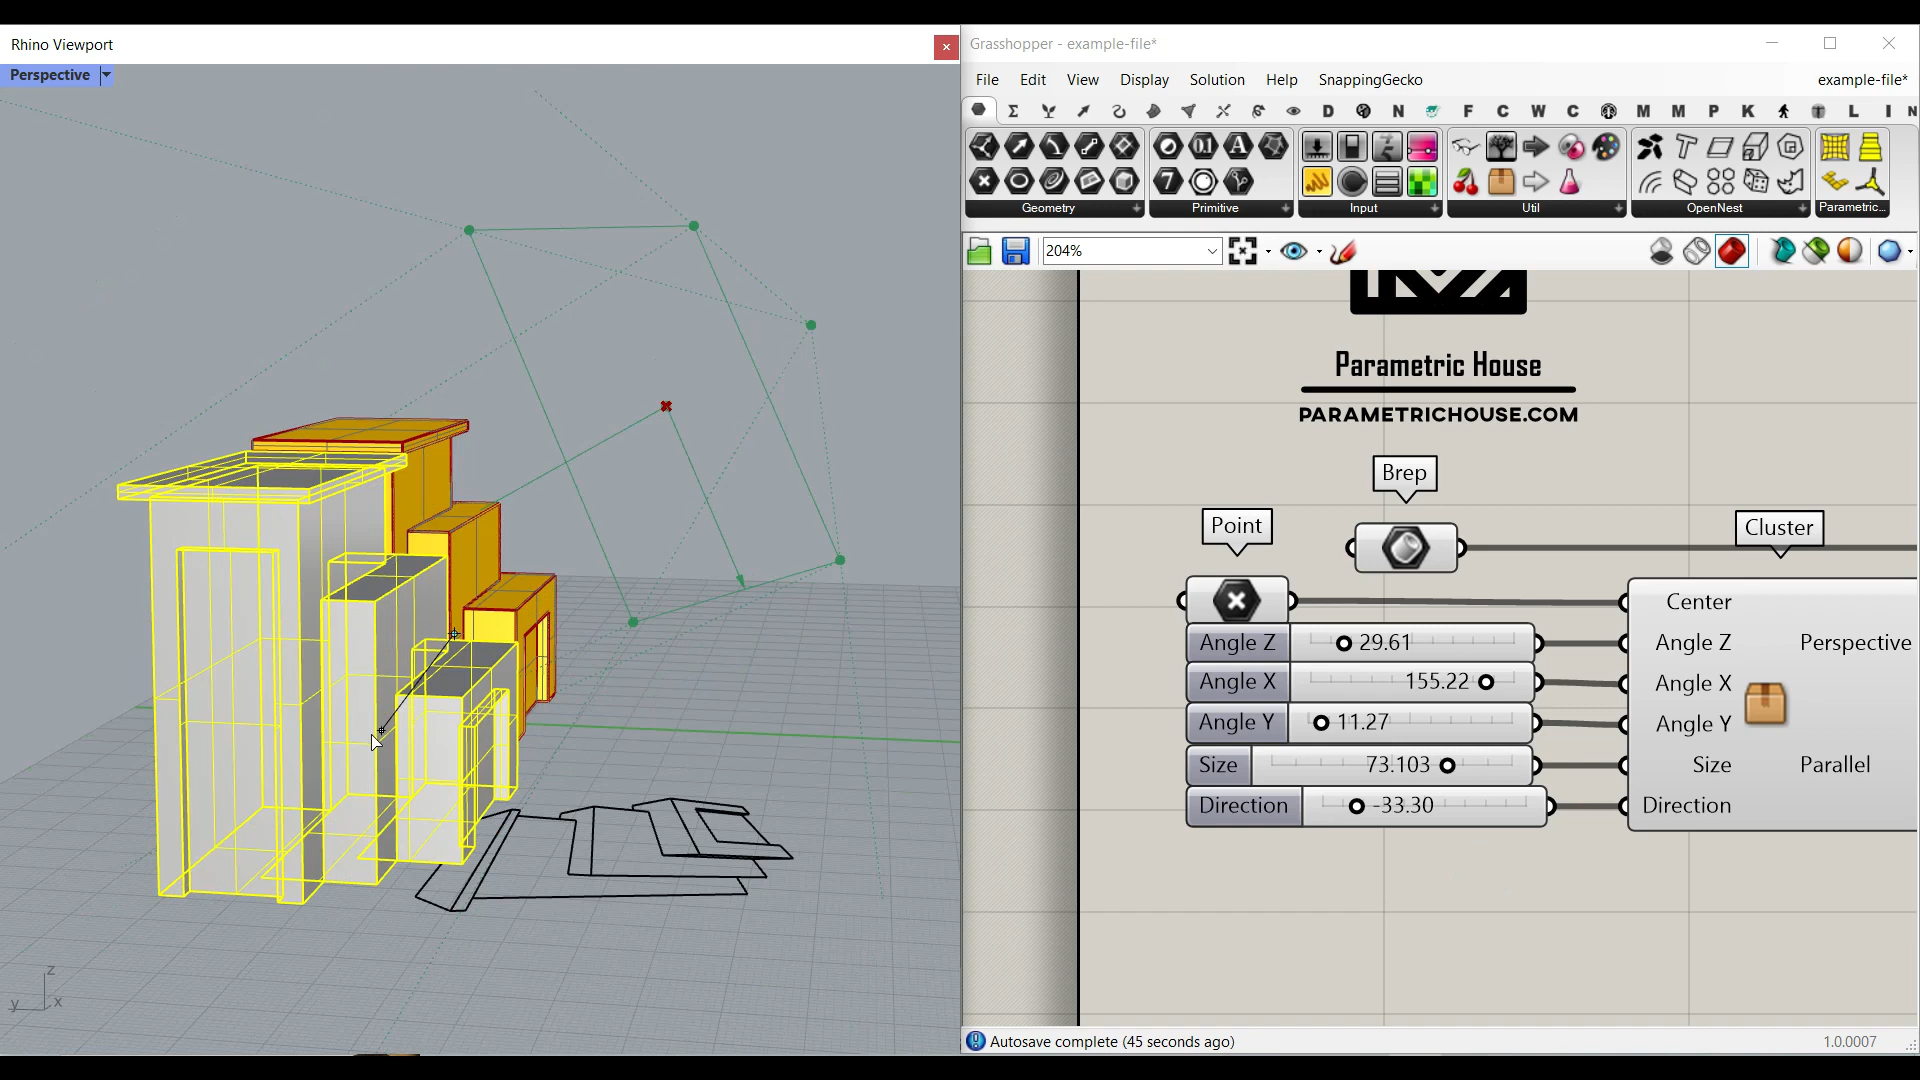 Rhino Viewport
Perspective
z
y
x
Grasshopper - example-file*
File Edit View Display Solution Help SnappingGecko example-file*
Σ D N F C W C M M P K L I N
0.1 A
7
Geometry Primitive Input Util OpenNest Parametric...
204%
Parametric House
PARAMETRICHOUSE.COM
Brep
Point
Cluster
Center
Angle Z 29.61
Angle Z Perspective
Angle X 155.22
Angle X
Angle Y 11.27
Angle Y
Size 73.103
Size Parallel
Direction -33.30
Direction
Autosave complete (45 seconds ago)
1.0.0007